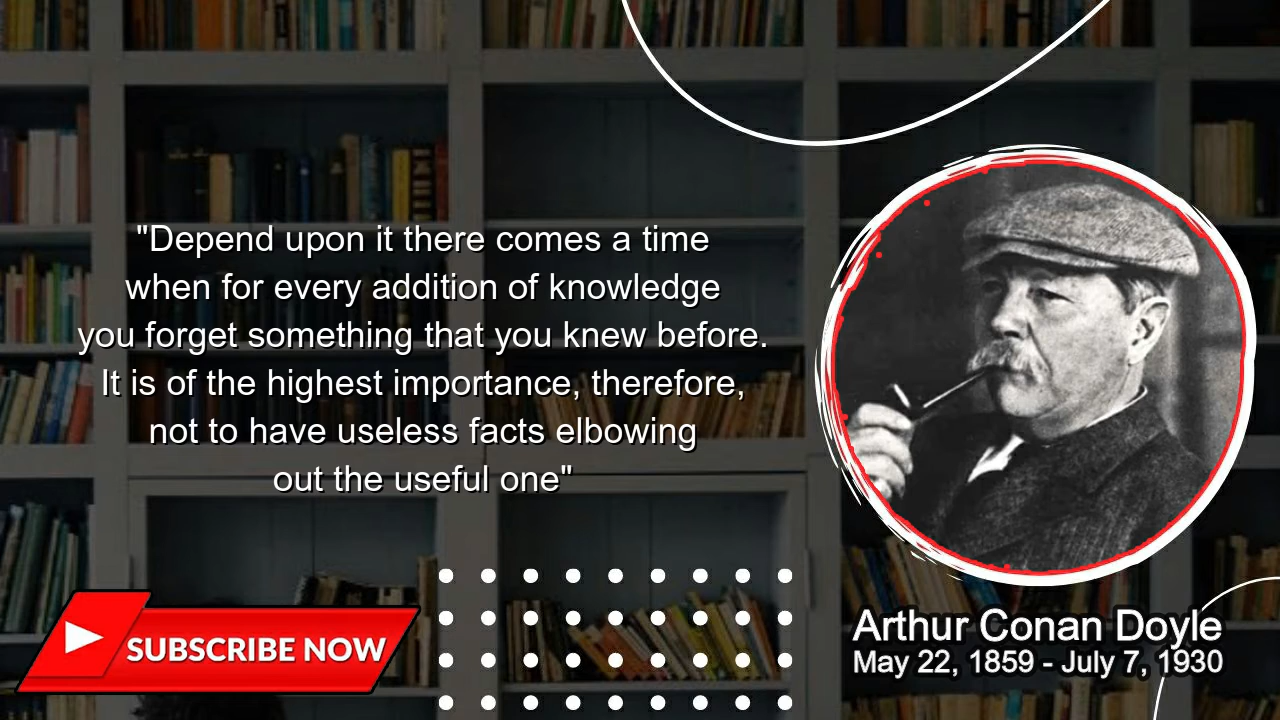 "Depend upon it there comes a time
when for every addition of knowledge
you forget something that you knew before.
It is of the highest importance, therefore,
not to have useless facts elbowing
out the useful one"
SUBSCRIBE NOW
Arthur Conan Doyle
May 22, 1859 - July 7, 1930